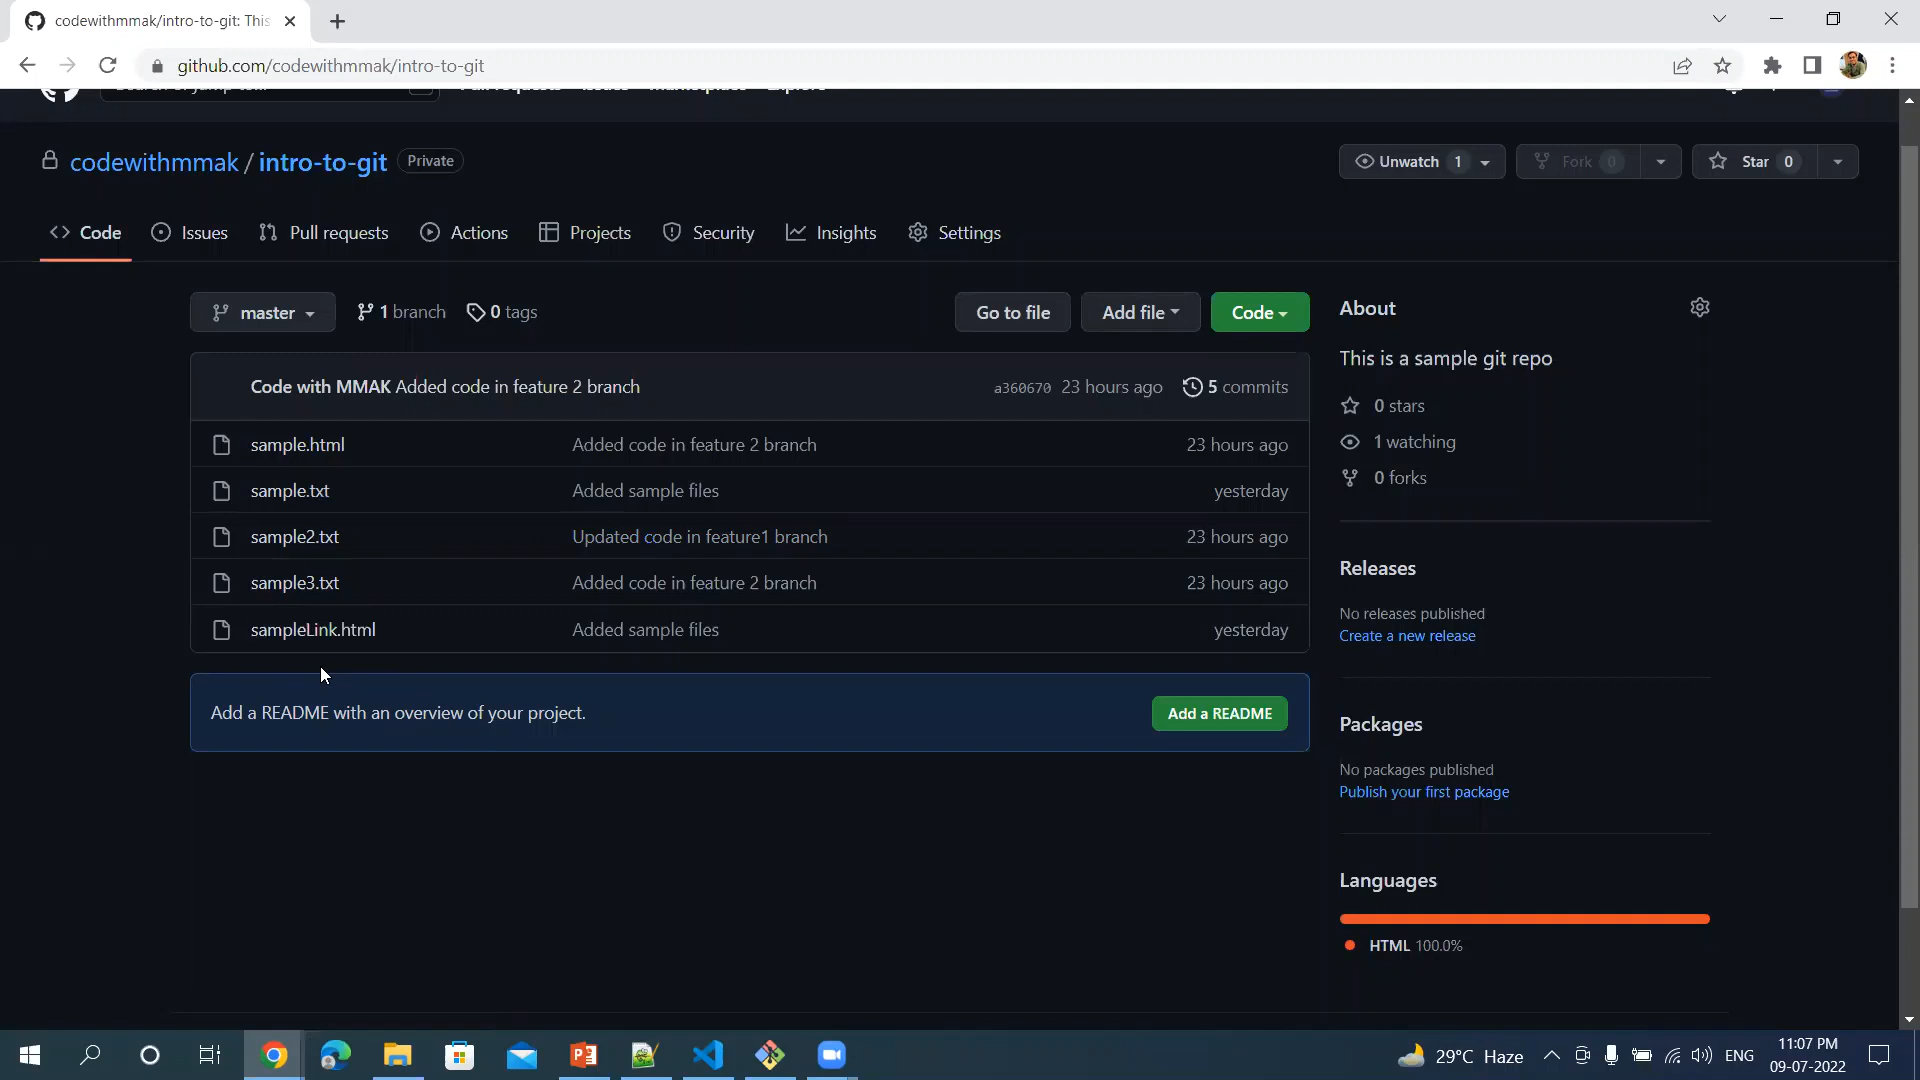 codewithmmak/intro-to-git: This
github.com/codewithmmak/intro-to-git
Pull requests Issues Marketplace Explore
codewithmmak / intro-to-git Private
Unwatch 1 Fork 0 Star 0
Code Issues Pull requests Actions Projects Security Insights Settings
master 1 branch 0 tags Go to file Add file Code
Code with MMAK Added code in feature 2 branch a360670 23 hours ago 5 commits
sample.html Added code in feature 2 branch 23 hours ago
sample.txt Added sample files yesterday
sample2.txt Updated code in feature1 branch 23 hours ago
sample3.txt Added code in feature 2 branch 23 hours ago
sampleLink.html Added sample files yesterday
Add a README with an overview of your project. Add a README
About
This is a sample git repo
0 stars
1 watching
0 forks
Releases
No releases published
Create a new release
Packages
No packages published
Publish your first package
Languages
HTML 100.0%
29°C Haze ENG 11:07 PM
09-07-2022